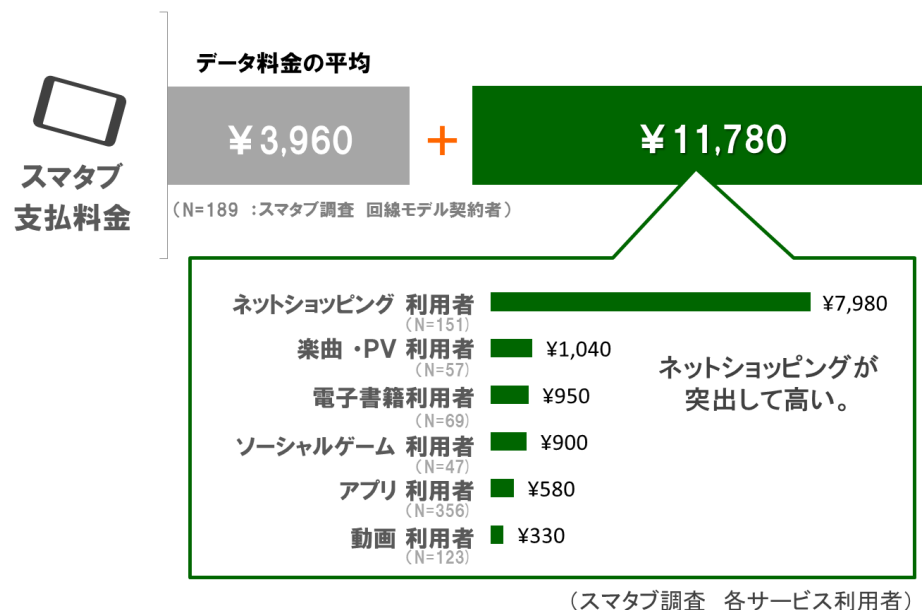 データ料金の平均
¥3,960
+
¥11,780
スマタブ
支払料金
(N=189 :スマタブ調査 回線モデル契約者)
ネットショッピング 利用者
(N=151)
¥7,980
楽曲・PV 利用者
(N=57)
¥1,040
電子書籍利用者
(N=69)
¥950
ソーシャルゲーム 利用者
(N=47)
¥900
アプリ 利用者
(N=356)
¥580
動画 利用者
(N=123)
¥330
ネットショッピングが
突出して高い。
(スマタブ調査 各サービス利用者)